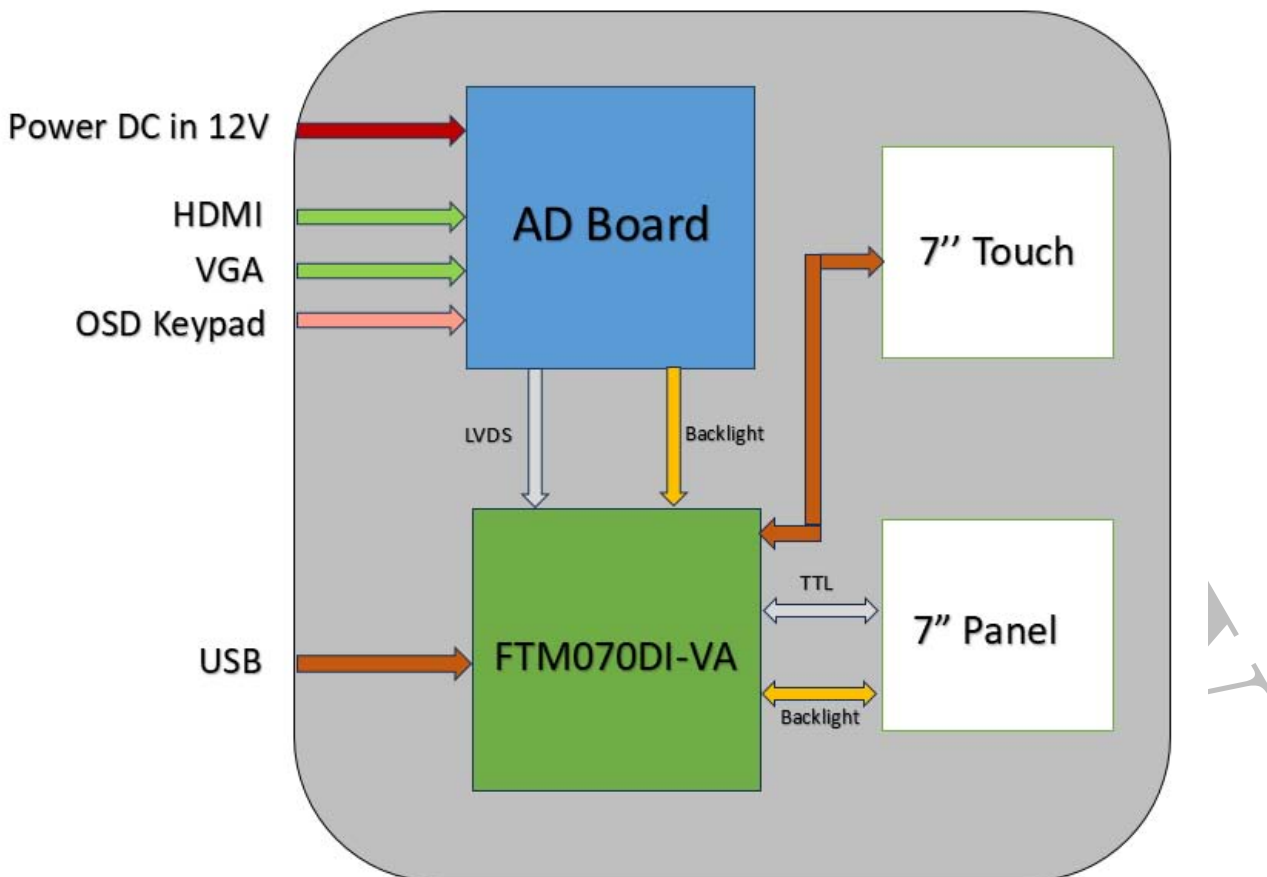 Power DC in 12V
HDMI
VGA
OSD Keypad
AD Board
7’’ Touch
LVDS
Backlight
USB
FTM070DI-VA
TTL
7” Panel
Backlight